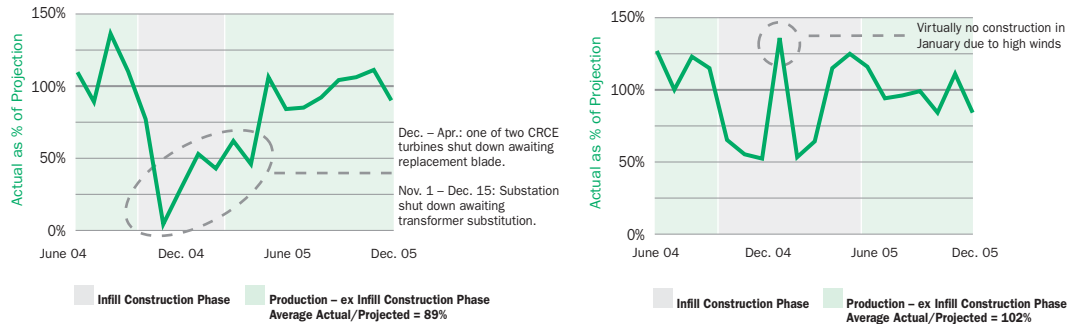 150%
100%
50%
0%
Actual as % of Projection
June 04
Dec. 04
June 05
Dec. 05
Dec. – Apr.: one of two CRCE
turbines shut down awaiting
replacement blade.
Nov. 1 – Dec. 15: Substation
shut down awaiting
transformer substitution.
Infill Construction Phase
Production – ex Infill Construction Phase
Average Actual/Projected = 89%
150%
100%
50%
0%
Actual as % of Projection
June 04
Dec. 04
June 05
Dec. 05
Virtually no construction in
January due to high winds
Infill Construction Phase
Production – ex Infill Construction Phase
Average Actual/Projected = 102%